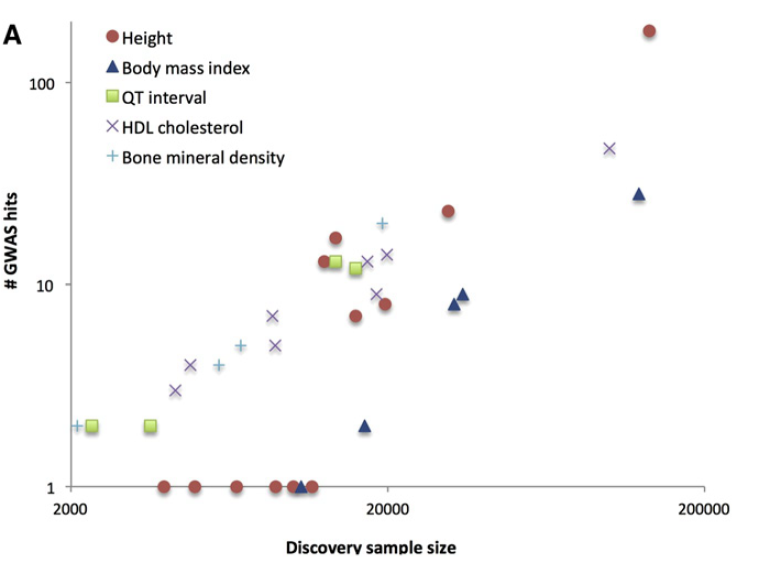 A
Height
Body mass index
QT interval
HDL cholesterol
Bone mineral density
100
10
1
# GWAS hits
2000
20000
200000
Discovery sample size